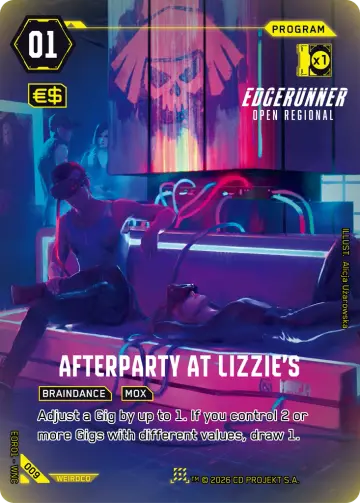 PROGRAM
01
x1
€$
EDGERUNNER
OPEN REGIONAL
ILLUST. Alicja Użarowska
AFTERPARTY AT LIZZIE'S
BRAINDANCE
MOX
Adjust a Gig by up to 1. If you control 2 or
more Gigs with different values, draw 1.
009
WEIRDCO
™ © 2026 CD PROJEKT S.A.